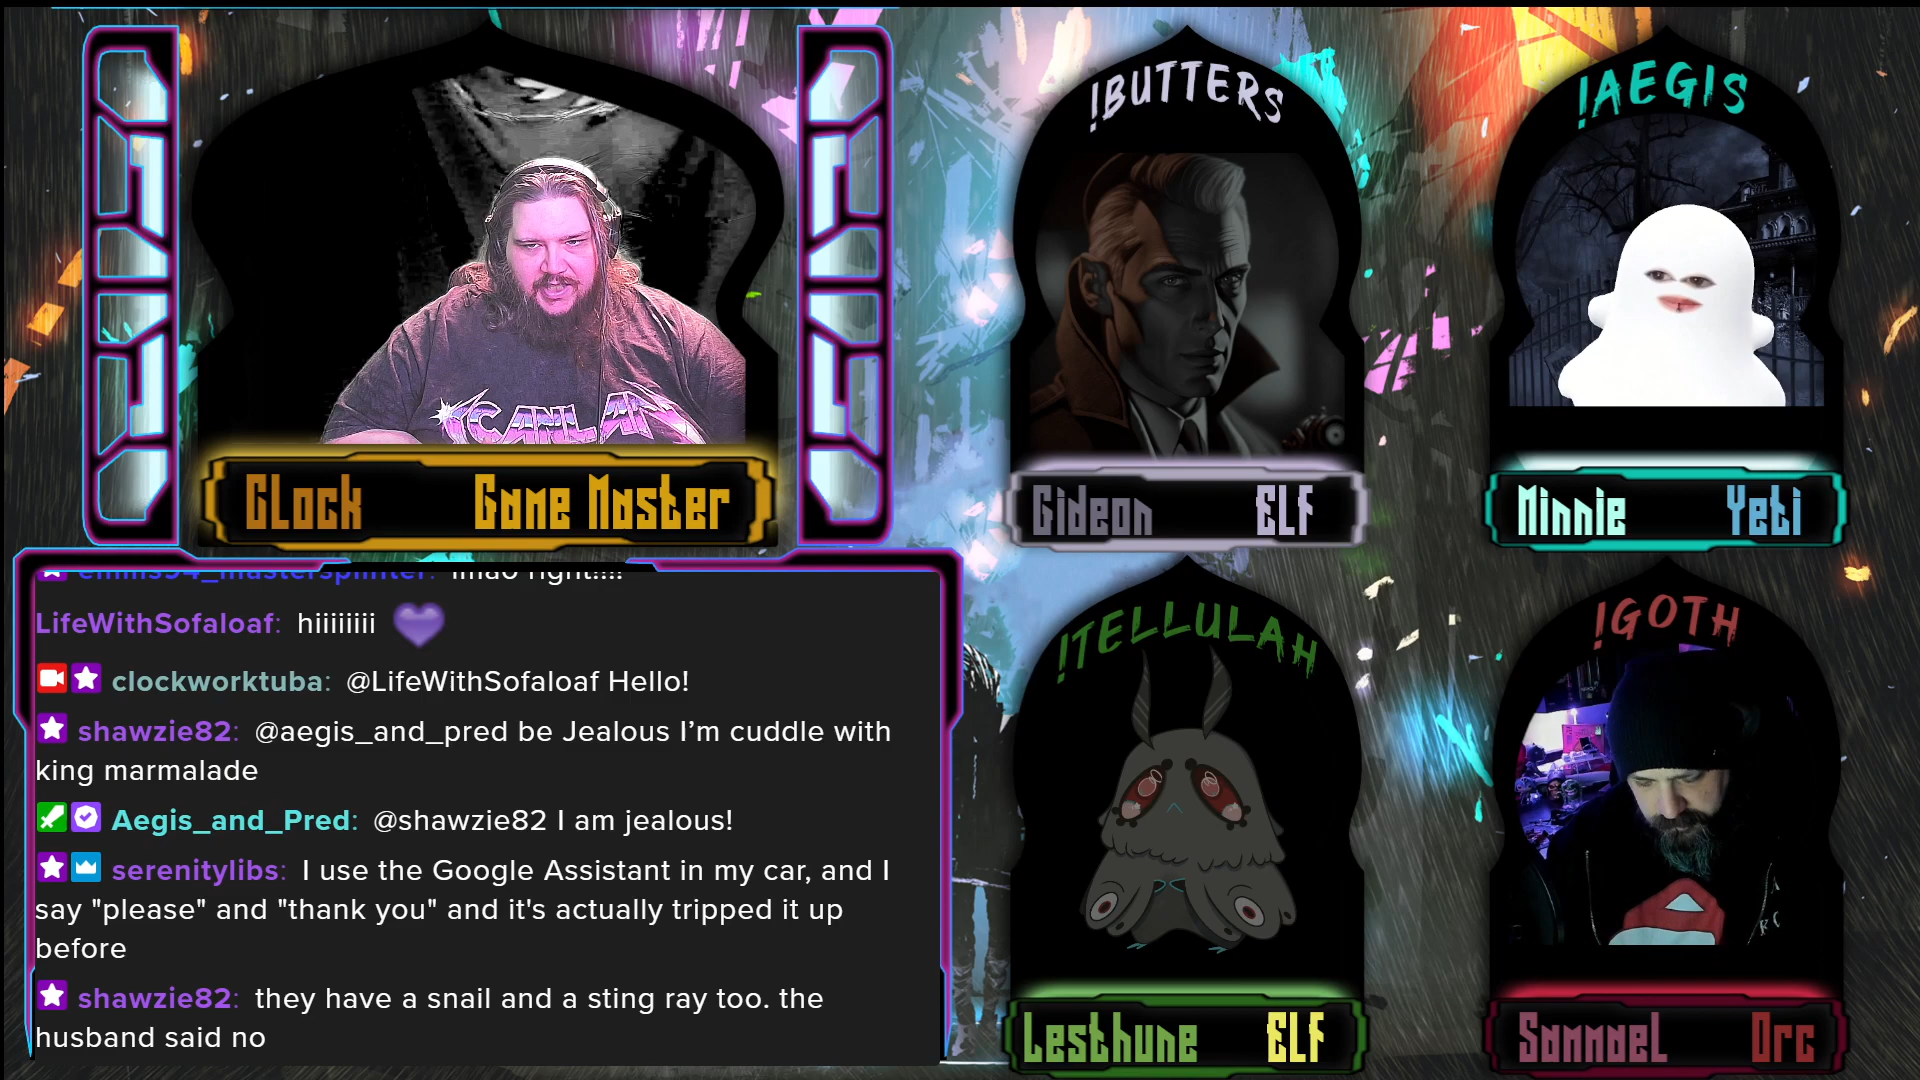 !BUTTERS
!AEGIS
CLock Game Master
Gideon ELF
Minnie Yeti
LifeWithSofaloaf: hiiiiiiii
clockworktuba: @LifeWithSofaloaf Hello!
shawzie82: @aegis_and_pred be Jealous I’m cuddle with
king marmalade
Aegis_and_Pred: @shawzie82 I am jealous!
serenitylibs: I use the Google Assistant in my car, and I
say "please" and "thank you" and it's actually tripped it up
before
shawzie82: they have a snail and a sting ray too. the
husband said no
!TELLULAH
!GOTH
Lesthune ELF
Sammael Orc